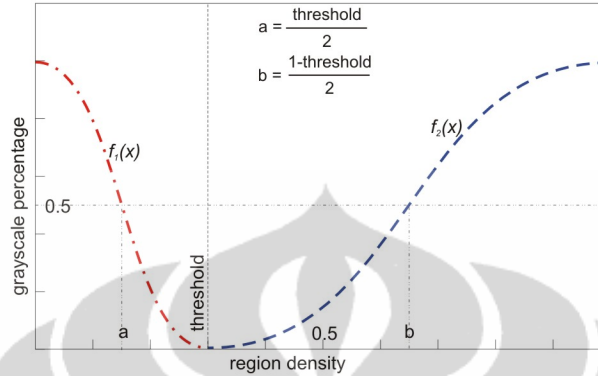 a = threshold
2
b = 1-threshold
2
f₁(x)
f₂(x)
grayscale percentage
0.5
threshold
a
0.5
b
region density